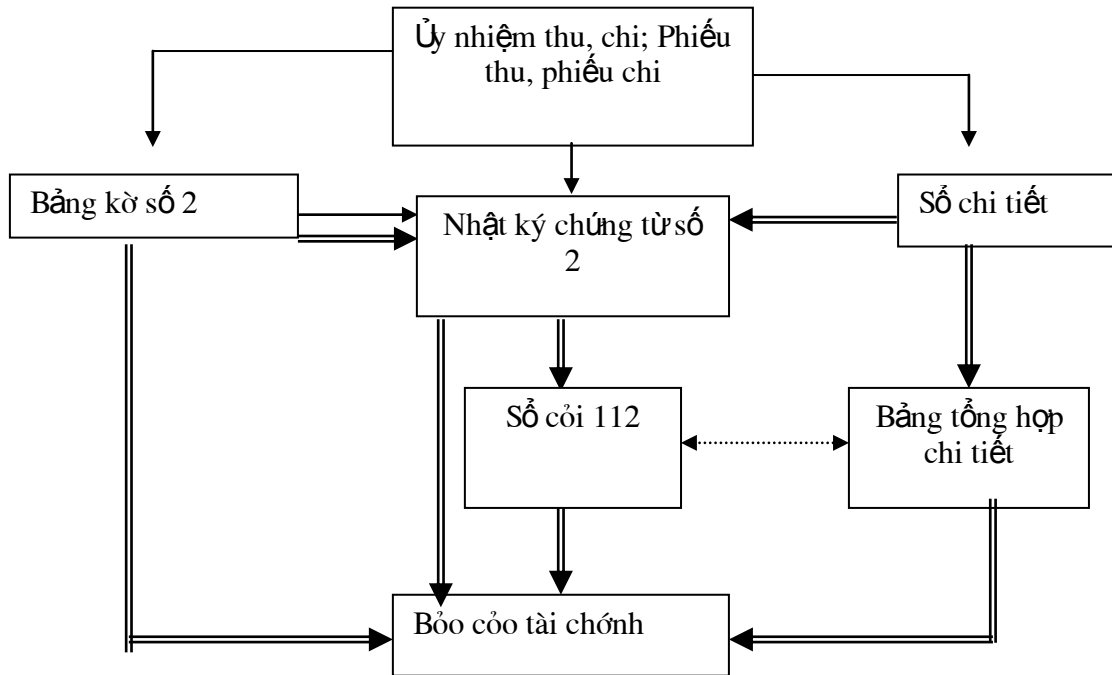 Ủy nhiệm thu, chi; Phiếu
thu, phiếu chi
Bảng kờ số 2
Nhật ký chứng từ số
2
Sổ chi tiết
Sổ cỏi 112
Bảng tổng hợp
chi tiết
Bỏo cỏo tài chớnh